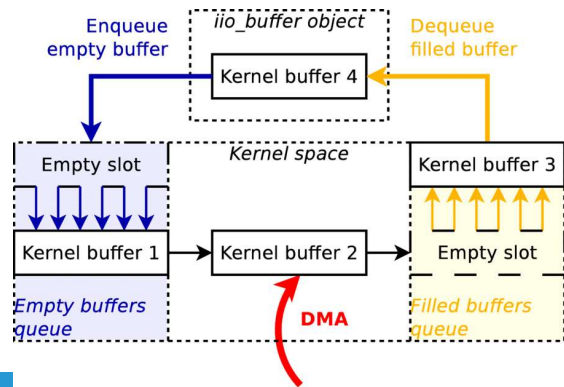 Enqueue
empty buffer
iio_buffer object
Dequeue
filled buffer
Kernel buffer 4
Empty slot
Kernel space
Kernel buffer 3
Kernel buffer 1
Kernel buffer 2
Empty slot
Empty buffers
queue
DMA
Filled buffers
queue